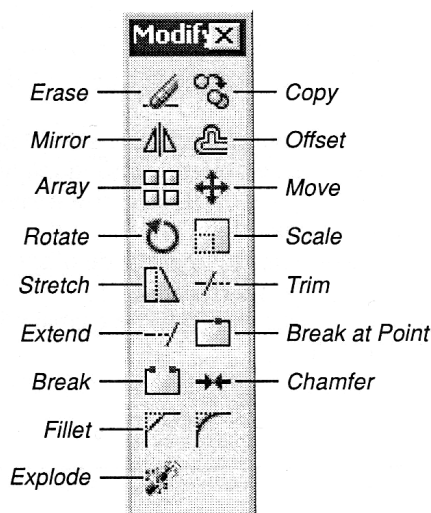 Modify
Erase
Copy
Mirror
Offset
Array
Move
Rotate
Scale
Stretch
Trim
Extend
Break at Point
Break
Chamfer
Fillet
Explode